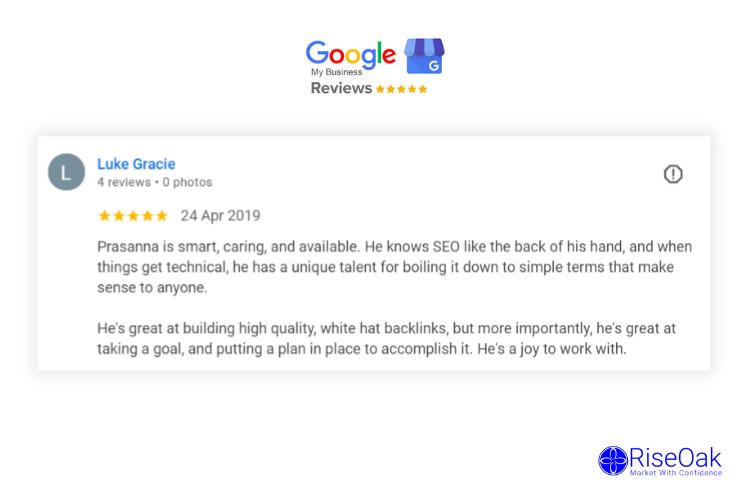 Google
My Business
Reviews
G
L
Luke Gracie
4 reviews • 0 photos
24 Apr 2019
Prasanna is smart, caring, and available. He knows SEO like the back of his hand, and when
things get technical, he has a unique talent for boiling it down to simple terms that make
sense to anyone.
He's great at building high quality, white hat backlinks, but more importantly, he's great at
taking a goal, and putting a plan in place to accomplish it. He's a joy to work with.
RiseOak
Market With Confidence